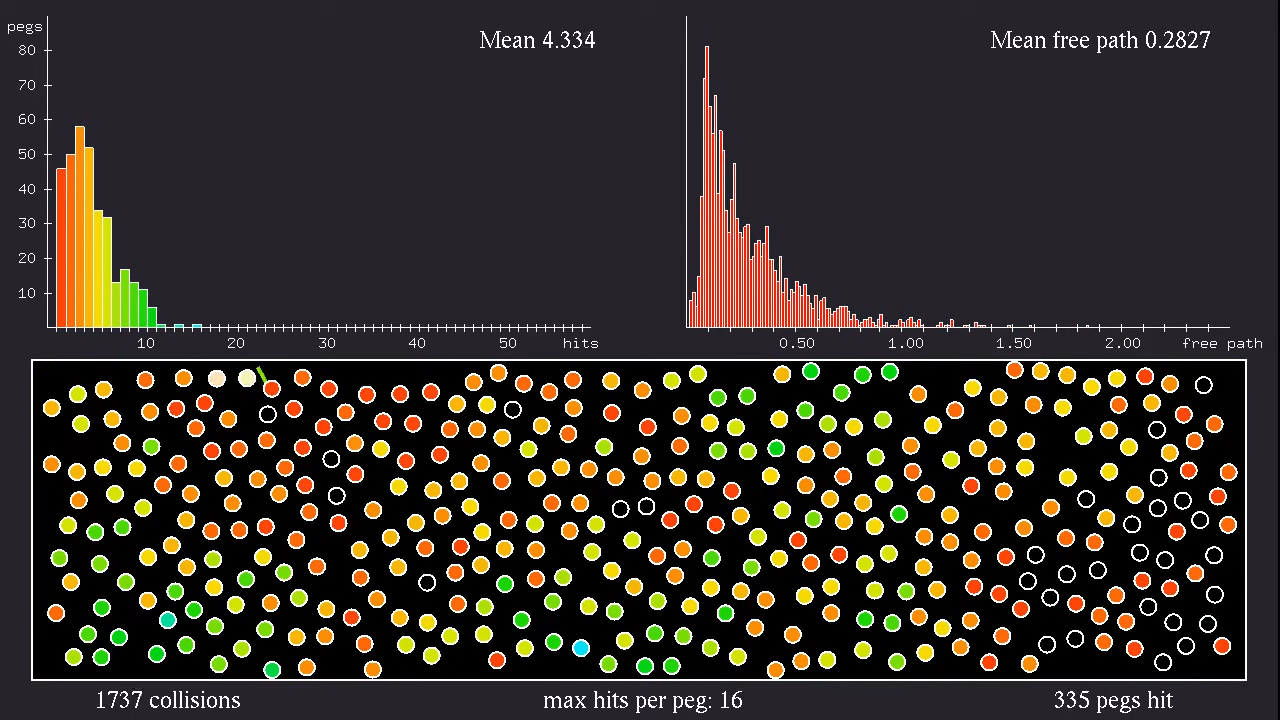 pegs
Mean 4.334
80
70
60
50
40
30
20
10
10 20 30 40 50 hits
Mean free path 0.2827
0.50 1.00 1.50 2.00 free path
1737 collisions
max hits per peg: 16
335 pegs hit